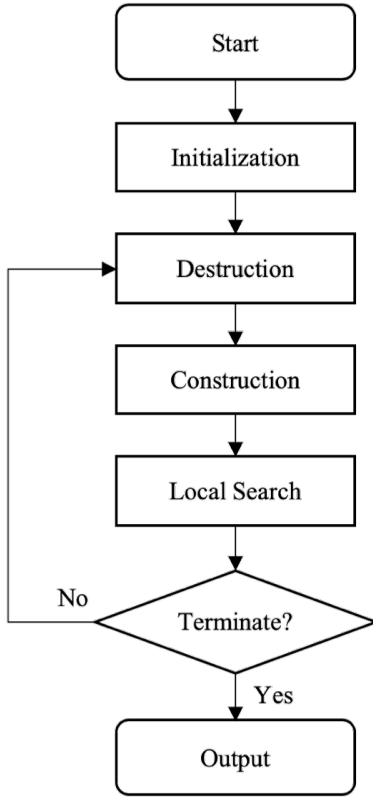 Start
Initialization
Destruction
Construction
Local Search
No
Terminate?
Yes
Output